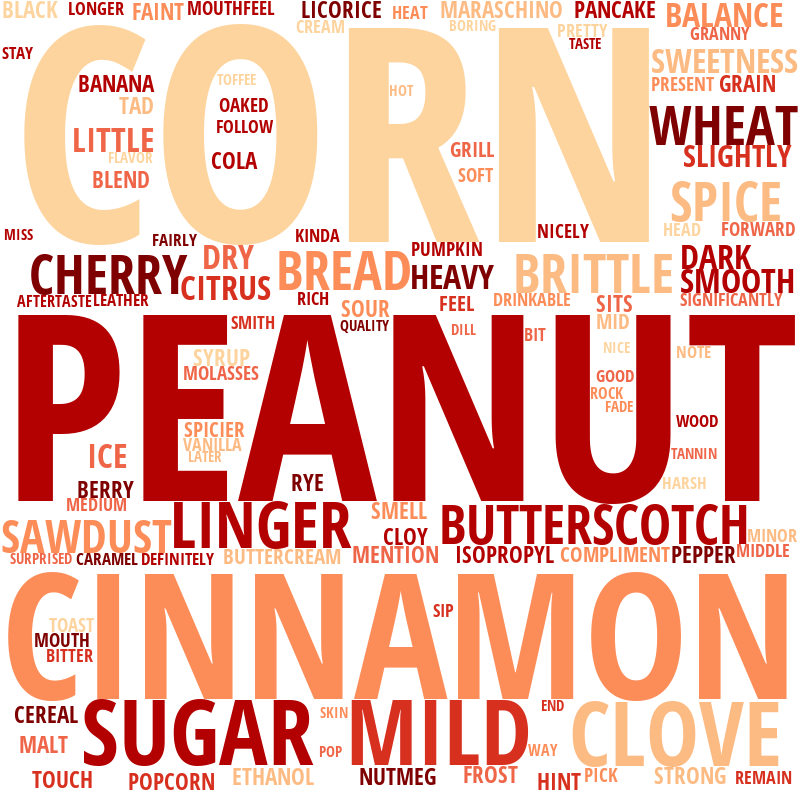 BLACK LONGER FAINT MOUTHFEEL LICORICE HEAT MARASCHINO PANCAKE BALANCE
CREAM BORING PRETTY GRANNY
STAY TASTE
CORN
SWEETNESS
BANANA TOFFEE HOT PRESENT GRAIN
TAD OAKED
FOLLOW WHEAT
LITTLE GRILL SLIGHTLY
FLAVOR COLA
BLEND SOFT SPICE
MISS FAIRLY KINDA NICELY HEAD FORWARD
CHERRY DRY BREAD PUMPKIN BRITTLE DARK
CITRUS HEAVY SMOOTH
AFTERTASTE LEATHER RICH SOUR FEEL DRINKABLE SITS SIGNIFICANTLY
SMITH QUALITY DILL BIT MID
PEANUT
SYRUP NICE NOTE
MOLASSES GOOD
ROCK
FADE
SPICIER WOOD
VANILLA
LATER TANNIN
ICE
BERRY RYE HARSH
MEDIUM
SAWDUST LINGER SMELL BUTTERSCOTCH
CLOY MINOR
SURPRISED CARAMEL DEFINITELY BUTTERCREAM MENTION ISOPROPYL COMPLIMENT PEPPER MIDDLE
CINNAMON
SIP
TOAST
MOUTH
BITTER
CEREAL SUGAR SKIN MILD END CLOVE
MALT POP WAY
TOUCH POPCORN ETHANOL NUTMEG FROST HINT PICK STRONG REMAIN